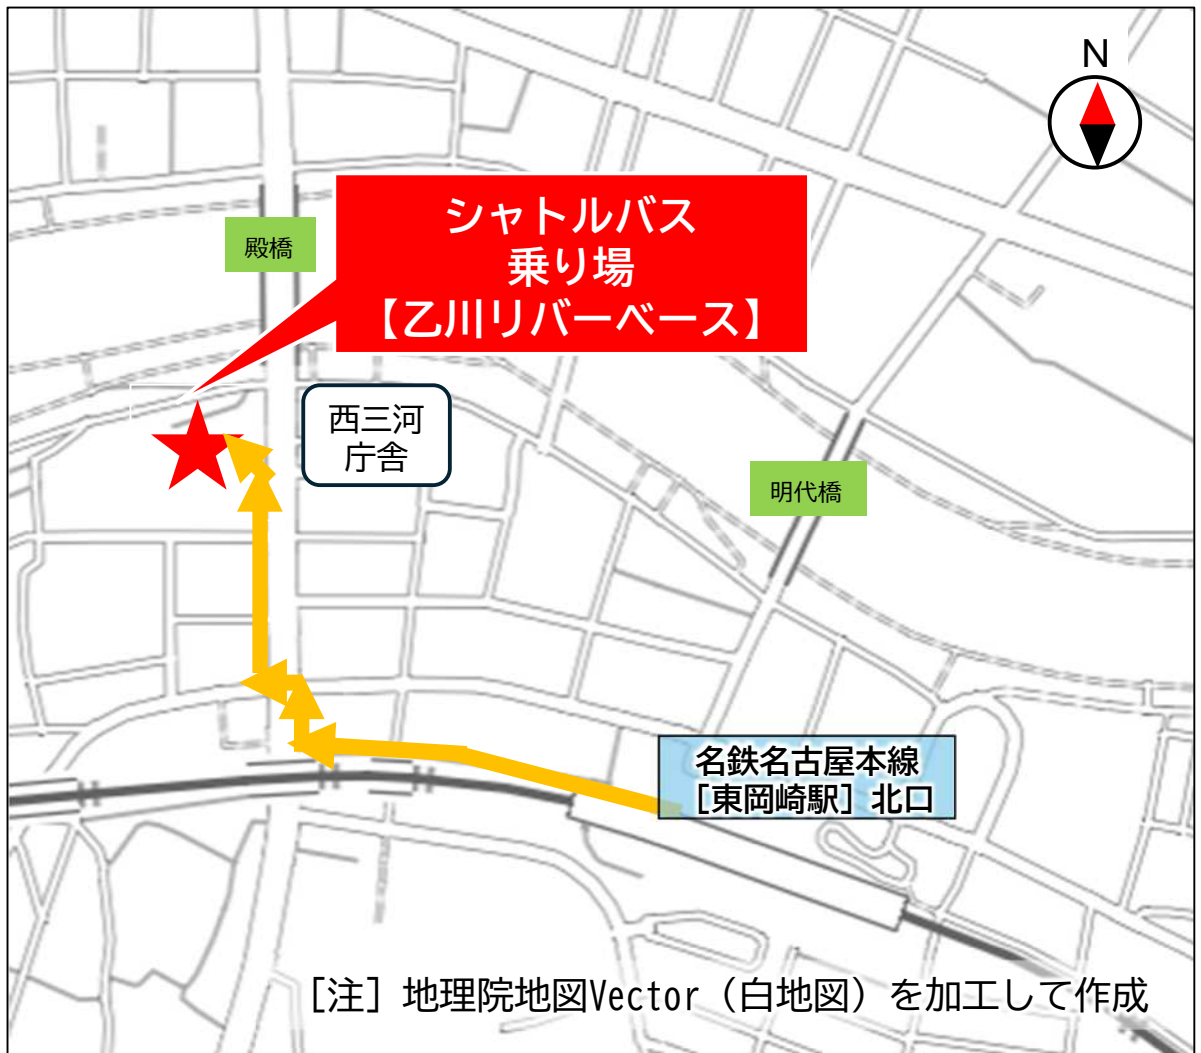 N
シャトルバス
乗り場
【乙川リバーベース】
殿橋
西三河
庁舎
明代橋
名鉄名古屋本線
［東岡崎駅］北口
［注］地理院地図Vector（白地図）を加工して作成